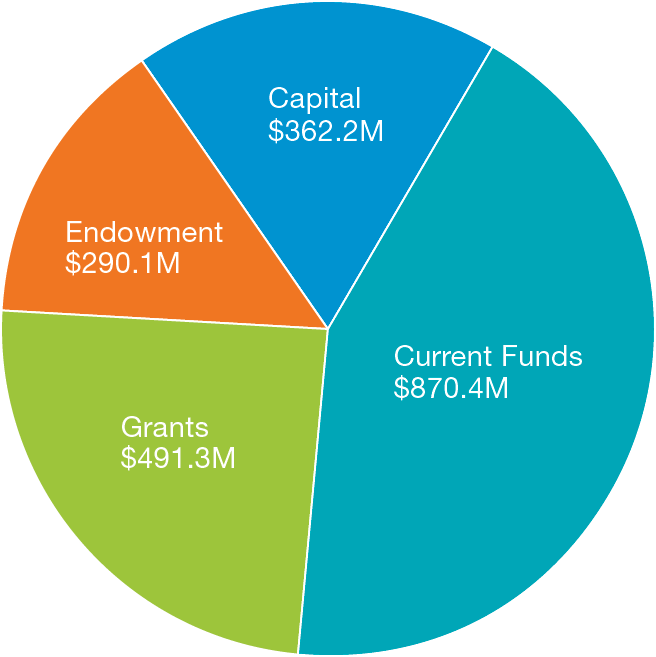 Capital
$362.2M
Endowment
$290.1M
Current Funds
$870.4M
Grants
$491.3M